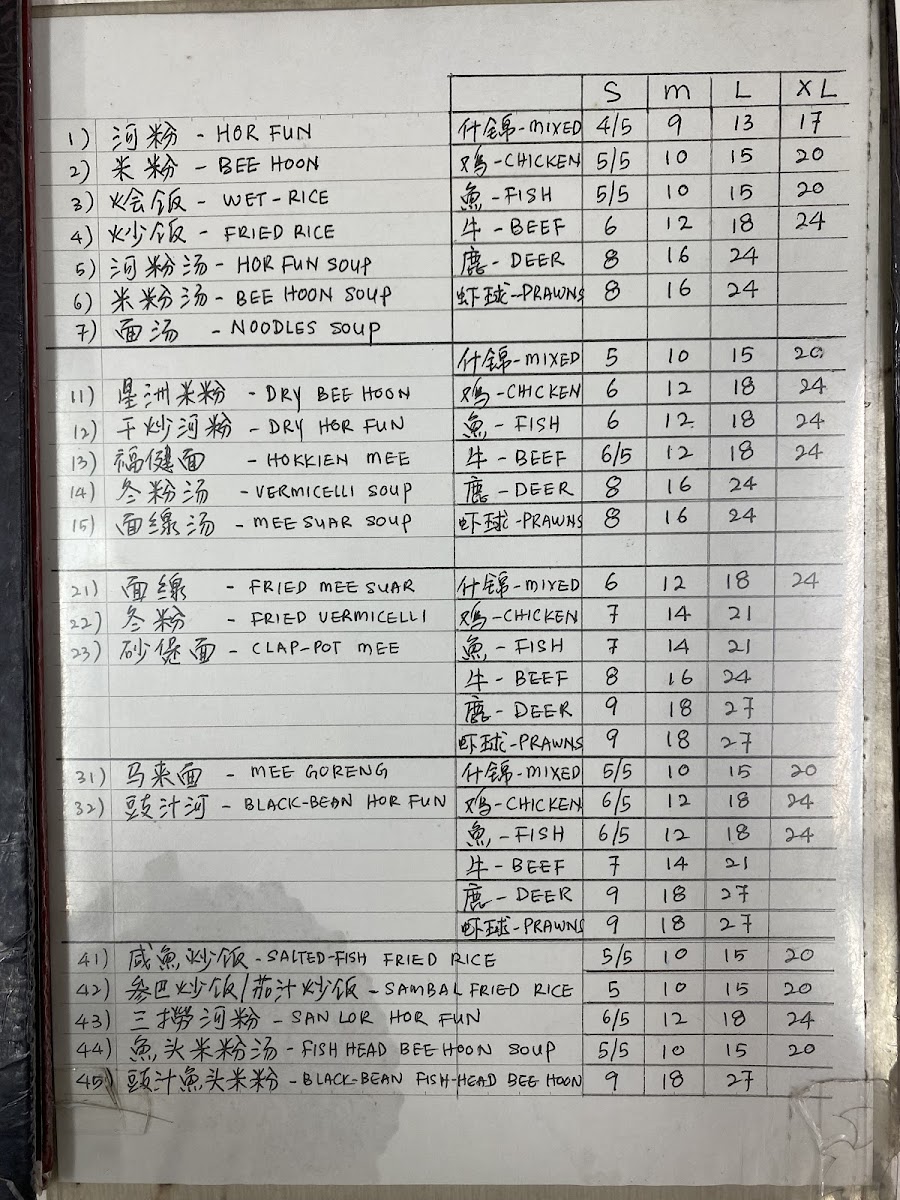 S M L XL
1) 河粉 - HOR FUN 什锦-MIXED 4/5 9 13 17
2) 米粉 - BEE HOON 鸡-CHICKEN 5/5 10 15 20
3) 烩饭 - WET-RICE 魚-FISH 5/5 10 15 20
4) 炒饭 - FRIED RICE 牛-BEEF 6 12 18 24
5) 河粉汤 - HOR FUN SOUP 鹿-DEER 8 16 24
6) 米粉汤 - BEE HOON SOUP 虾球-PRAWNS 8 16 24
7) 面汤 - NOODLES SOUP
什锦-MIXED 5 10 15 20
11) 星洲米粉 - DRY BEE HOON 鸡-CHICKEN 6 12 18 24
12) 干炒河粉 - DRY HOR FUN 魚-FISH 6 12 18 24
13) 福健面 - HOKKIEN MEE 牛-BEEF 6/5 12 18 24
14) 冬粉汤 - VERMICELLI SOUP 鹿-DEER 8 16 24
15) 面線汤 - MEE SUAR SOUP 虾球-PRAWNS 8 16 24
21) 面線 - FRIED MEE SUAR 什锦-MIXED 6 12 18 24
22) 冬粉 - FRIED VERMICELLI 鸡-CHICKEN 7 14 21
23) 砂煲面 - CLAP-POT MEE 魚-FISH 7 14 21
牛-BEEF 8 16 24
鹿-DEER 9 18 27
虾球-PRAWNS 9 18 27
31) 马来面 - MEE GORENG 什锦-MIXED 5/5 10 15 20
32) 豉汁河 - BLACK-BEAN HOR FUN 鸡-CHICKEN 6/5 12 18 24
魚-FISH 6/5 12 18 24
牛-BEEF 7 14 21
鹿-DEER 9 18 27
虾球-PRAWNS 9 18 27
41) 咸魚炒饭-SALTED-FISH FRIED RICE 5/5 10 15 20
42) 参巴炒饭/茄汁炒饭-SAMBAL FRIED RICE 5 10 15 20
43) 三撈河粉-SAN LOR HOR FUN 6/5 12 18 24
44) 魚头米粉汤-FISH HEAD BEE HOON SOUP 5/5 10 15 20
45) 豉汁魚头米粉-BLACK-BEAN FISH-HEAD BEE HOON 9 18 27